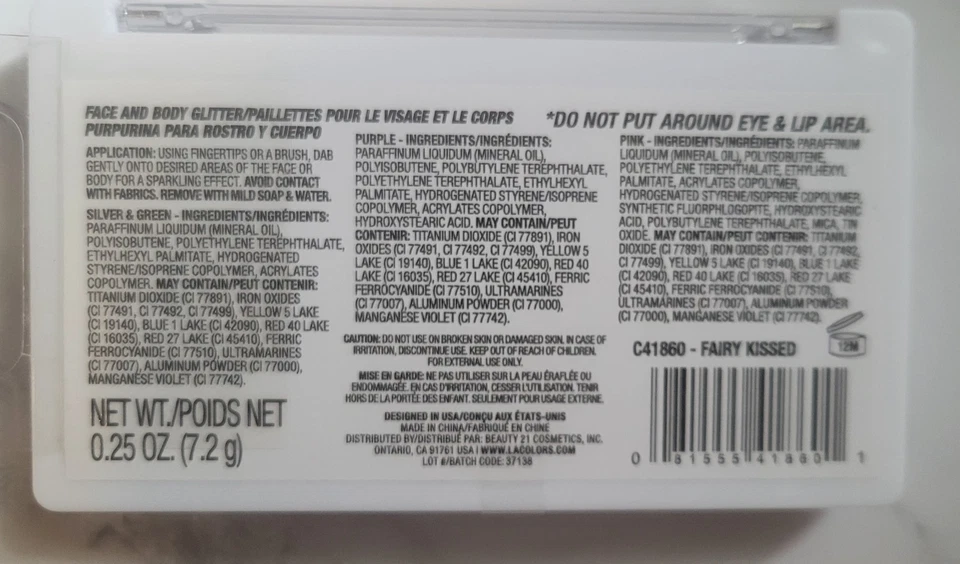 FACE AND BODY GLITTER/PAILLETTES POUR LE VISAGE ET LE CORPS
PURPURINA PARA ROSTRO Y CUERPO
*DO NOT PUT AROUND EYE & LIP AREA.
APPLICATION: USING FINGERTIPS OR A BRUSH, DAB
GENTLY ONTO DESIRED AREAS OF THE FACE OR
BODY FOR A SPARKLING EFFECT. AVOID CONTACT
WITH FABRICS. REMOVE WITH MILD SOAP & WATER.
SILVER & GREEN - INGREDIENTS/INGRÉDIENTS:
PARAFFINUM LIQUIDUM (MINERAL OIL),
POLYISOBUTENE, POLYETHYLENE TEREPHTHALATE,
ETHYLHEXYL PALMITATE, HYDROGENATED
STYRENE/ISOPRENE COPOLYMER, ACRYLATES
COPOLYMER. MAY CONTAIN/PEUT CONTENIR:
TITANIUM DIOXIDE (CI 77891), IRON OXIDES
(CI 77491, CI 77492, CI 77499), YELLOW 5 LAKE
(CI 19140), BLUE 1 LAKE (CI 42090), RED 40 LAKE
(CI 16035), RED 27 LAKE (CI 45410), FERRIC
FERROCYANIDE (CI 77510), ULTRAMARINES
(CI 77007), ALUMINUM POWDER (CI 77000),
MANGANESE VIOLET (CI 77742).
NET WT./POIDS NET
0.25 OZ. (7.2 g)
PURPLE - INGREDIENTS/INGRÉDIENTS:
PARAFFINUM LIQUIDUM (MINERAL OIL),
POLYISOBUTENE, POLYBUTYLENE TEREPHTHALATE,
POLYETHYLENE TEREPHTHALATE, ETHYLHEXYL
PALMITATE, HYDROGENATED STYRENE/ISOPRENE
COPOLYMER, ACRYLATES COPOLYMER,
HYDROXYSTEARIC ACID. MAY CONTAIN/PEUT
CONTENIR: TITANIUM DIOXIDE (CI 77891), IRON
OXIDES (CI 77491, CI 77492, CI 77499), YELLOW 5
LAKE (CI 19140), BLUE 1 LAKE (CI 42090), RED 40
LAKE (CI 16035), RED 27 LAKE (CI 45410), FERRIC
FERROCYANIDE (CI 77510), ULTRAMARINES
(CI 77007), ALUMINUM POWDER (CI 77000),
MANGANESE VIOLET (CI 77742).
CAUTION: DO NOT USE ON BROKEN SKIN OR DAMAGED SKIN. IN CASE OF
IRRITATION, DISCONTINUE USE. KEEP OUT OF REACH OF CHILDREN.
FOR EXTERNAL USE ONLY.
MISE EN GARDE: NE PAS UTILISER SUR LA PEAU ÉRAFLÉE OU
ENDOMMAGÉE. EN CAS D'IRRITATION, CESSER L'UTILISATION. TENIR
HORS DE LA PORTÉE DES ENFANT. SEULEMENT POUR USAGE EXTERNE.
DESIGNED IN USA/CONÇU AUX ÉTATS-UNIS
MADE IN CHINA/FABRIQUÉ EN CHINE
DISTRIBUTED BY/DISTRIBUÉ PAR: BEAUTY 21 COSMETICS, INC.
ONTARIO, CA 91761 USA | WWW.LACOLORS.COM
LOT #/BATCH CODE: 37138
PINK - INGREDIENTS/INGRÉDIENTS: PARAFFINUM
LIQUIDUM (MINERAL OIL), POLYISOBUTENE,
POLYETHYLENE TEREPHTHALATE, ETHYLHEXYL
PALMITATE, ACRYLATES COPOLYMER,
HYDROGENATED STYRENE/ISOPRENE COPOLYMER,
SYNTHETIC FLUORPHLOGOPITE, HYDROXYSTEARIC
ACID, POLYBUTYLENE TEREPHTHALATE, MICA, TIN
OXIDE. MAY CONTAIN/PEUT CONTENIR: TITANIUM
DIOXIDE (CI 77891), IRON OXIDES (CI 77491, CI 77492,
CI 77499), YELLOW 5 LAKE (CI 19140), BLUE 1 LAKE
(CI 42090), RED 40 LAKE (CI 16035), RED 27 LAKE
(CI 45410), FERRIC FERROCYANIDE (CI 77510),
ULTRAMARINES (CI 77007), ALUMINUM POWDER
(CI 77000), MANGANESE VIOLET (CI 77742).
C41860 - FAIRY KISSED
12M
0 81555 41860 1